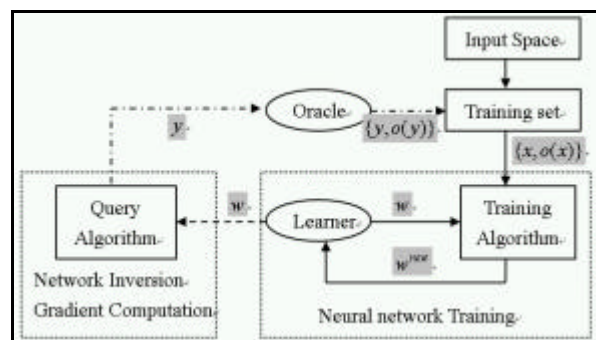 Input Space
Oracle
Training set
y
{y, o(y)}
{x, o(x)}
Query
Algorithm
w
Learner
w
Training
Algorithm
w^new
Network Inversion
Gradient Computation
Neural network Training